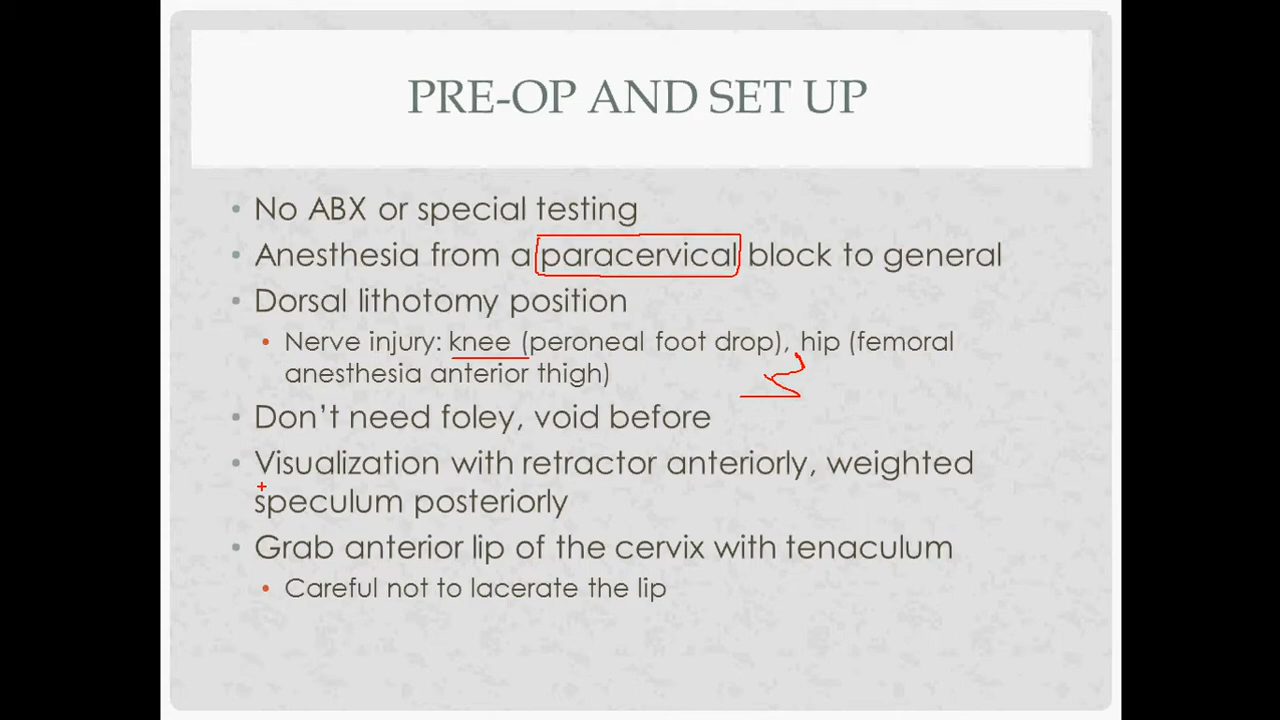 PRE-OP AND SET UP
• No ABX or special testing
• Anesthesia from a paracervical block to general
• Dorsal lithotomy position
• Nerve injury: knee (peroneal foot drop), hip (femoral
anesthesia anterior thigh)
• Don't need foley, void before
• Visualization with retractor anteriorly, weighted
speculum posteriorly
• Grab anterior lip of the cervix with tenaculum
• Careful not to lacerate the lip